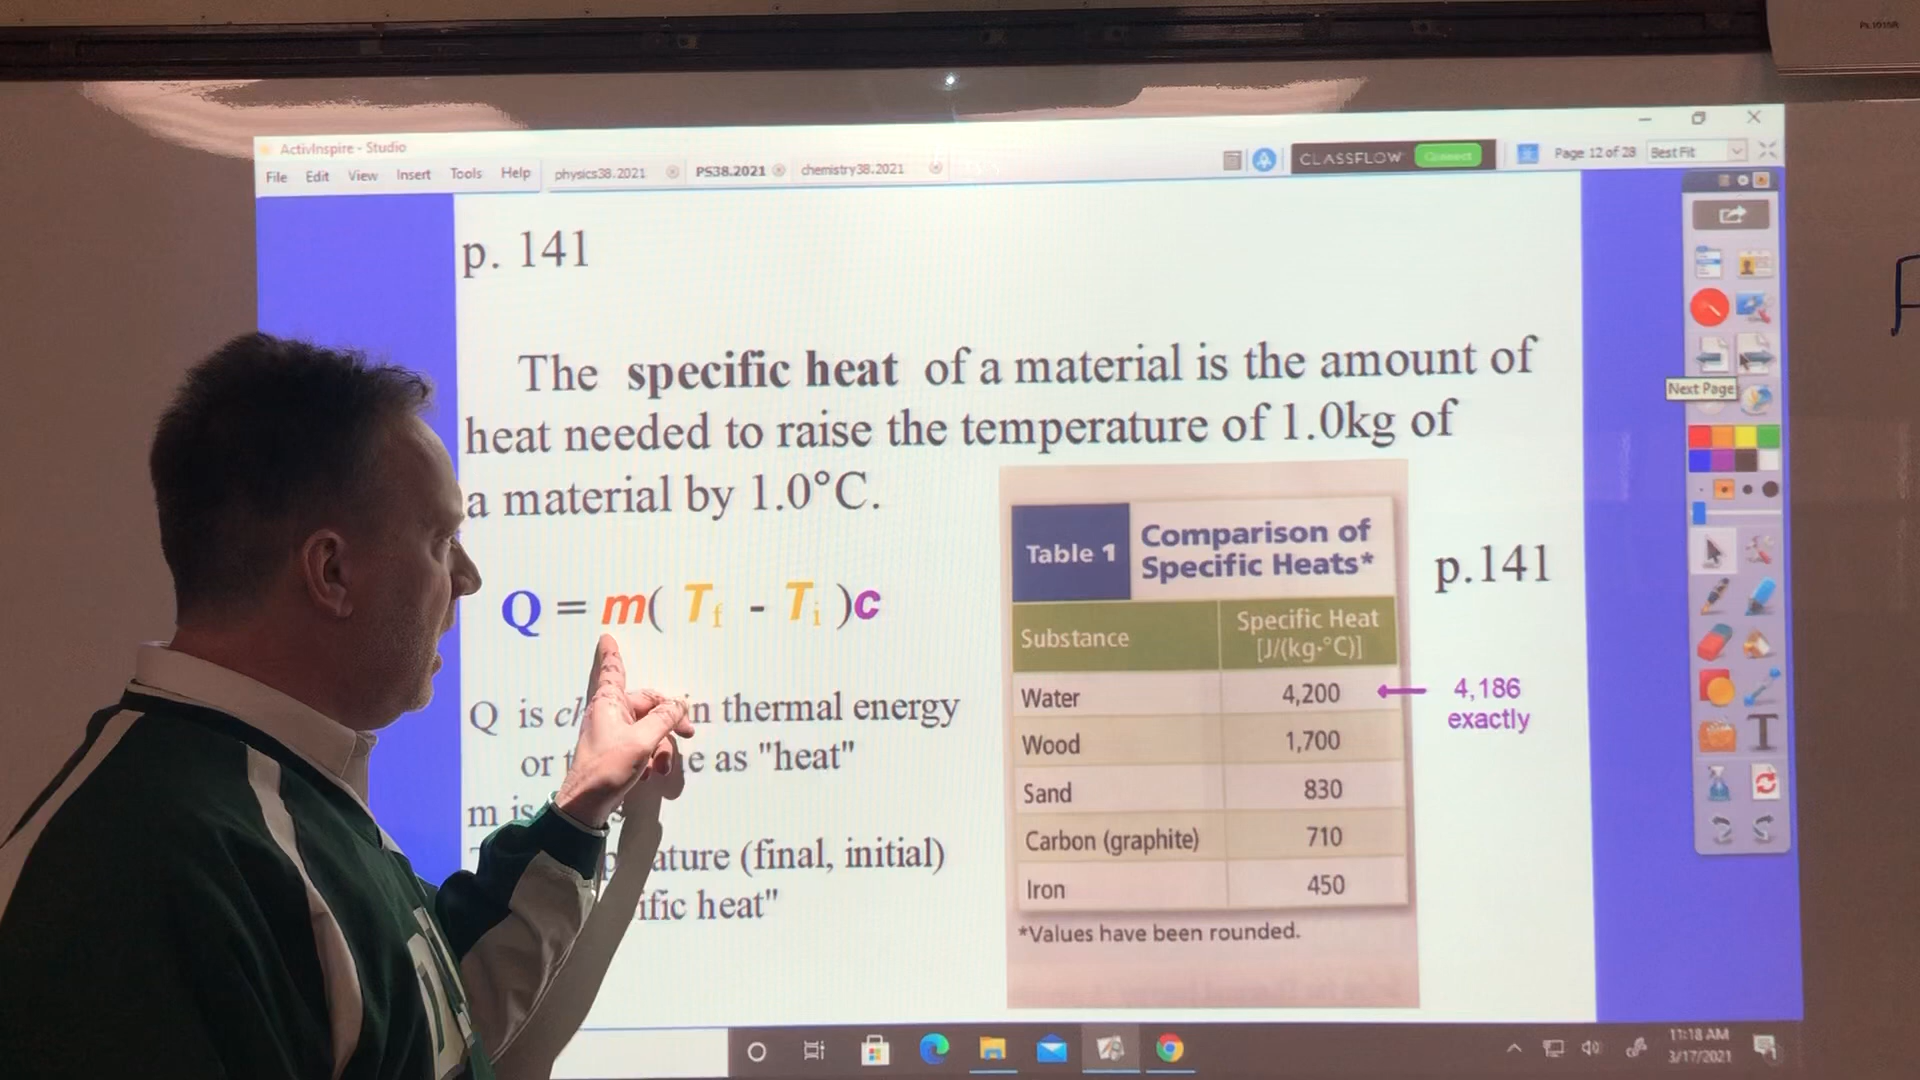 Ps.1015R
ActivInspire - Studio
File Edit View Insert Tools Help
physics38.2021 PS38.2021 chemistry38.2021
CLASSFLOW Connect
Page 12 of 28 Best Fit
p. 141
Next Page
The specific heat of a material is the amount of
heat needed to raise the temperature of 1.0kg of
a material by 1.0°C.
Q = m( Tf - Ti )c
Q is in thermal energy
or as "heat"
m is
(final, initial)
heat"
Table 1 Comparison of
Specific Heats*
p.141
Substance Specific Heat
[J/(kg·°C)]
Water 4,200
4,186
exactly
Wood 1,700
Sand 830
Carbon (graphite) 710
Iron 450
*Values have been rounded.
T
11:18 AM
3/17/2021